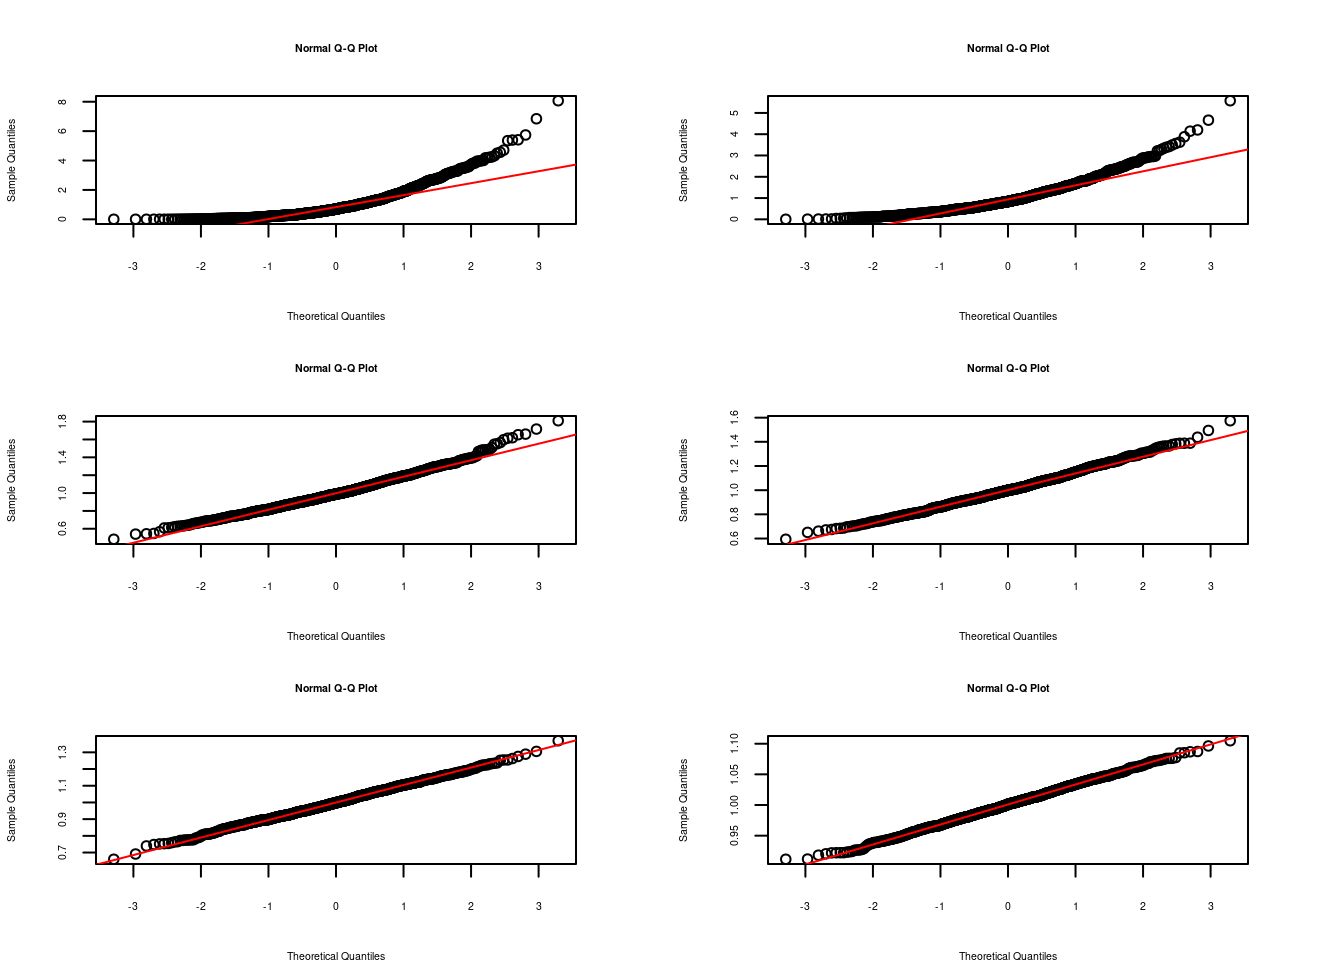 Normal Q-Q Plot
Sample Quantiles
8
6
4
2
0
-3 -2 -1 0 1 2 3
Theoretical Quantiles
Normal Q-Q Plot
Sample Quantiles
5
4
3
2
1
0
-3 -2 -1 0 1 2 3
Theoretical Quantiles
Normal Q-Q Plot
Sample Quantiles
1.8
1.4
1.0
0.6
-3 -2 -1 0 1 2 3
Theoretical Quantiles
Normal Q-Q Plot
Sample Quantiles
1.6
1.4
1.2
1.0
0.8
0.6
-3 -2 -1 0 1 2 3
Theoretical Quantiles
Normal Q-Q Plot
Sample Quantiles
1.3
1.1
0.9
0.7
-3 -2 -1 0 1 2 3
Theoretical Quantiles
Normal Q-Q Plot
Sample Quantiles
1.10
1.05
1.00
0.95
-3 -2 -1 0 1 2 3
Theoretical Quantiles